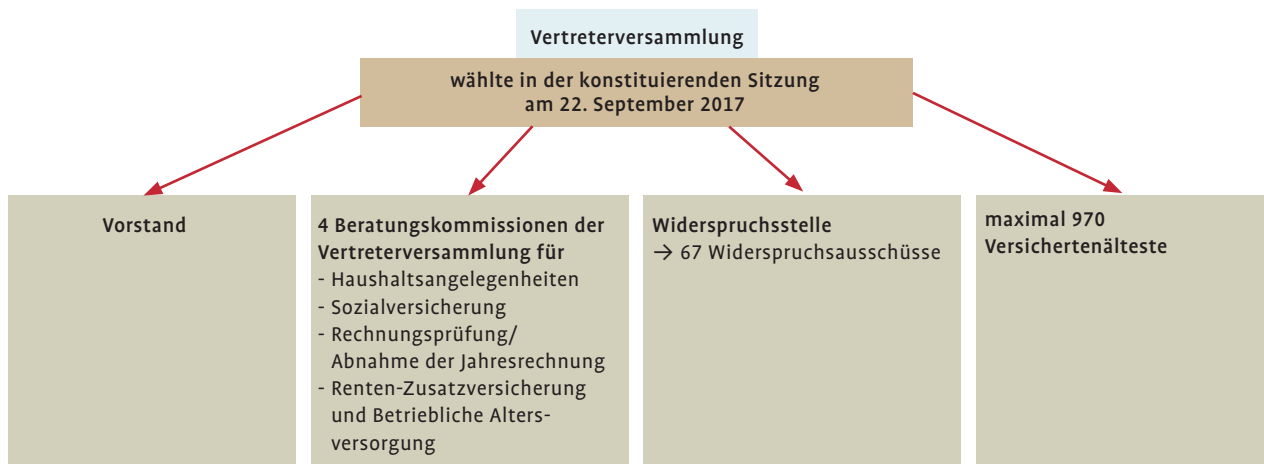 Vertreterversammlung
wählte in der konstituierenden Sitzung
am 22. September 2017
Vorstand
4 Beratungskommissionen der
Vertreterversammlung für
- Haushaltsangelegenheiten
- Sozialversicherung
- Rechnungsprüfung/
Abnahme der Jahresrechnung
- Renten-Zusatzversicherung
und Betriebliche Alters-
versorgung
Widerspruchsstelle
→ 67 Widerspruchsausschüsse
maximal 970
Versichertenälteste